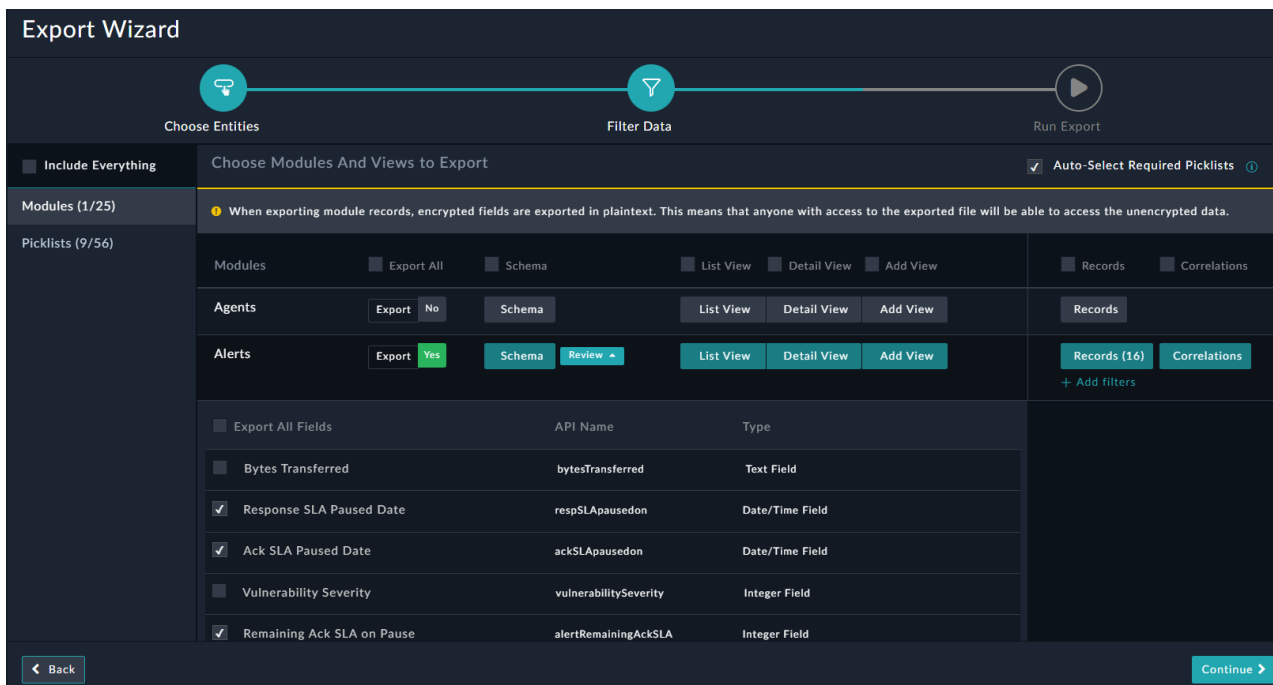 Export Wizard
Choose Entities
Filter Data
Run Export
Include Everything
Choose Modules And Views to Export
Auto-Select Required Picklists
Modules (1/25)
When exporting module records, encrypted fields are exported in plaintext. This means that anyone with access to the exported file will be able to access the unencrypted data.
Picklists (9/56)
Modules Export All Schema List View Detail View Add View Records Correlations
Agents Export No Schema List View Detail View Add View Records
Alerts Export Yes Schema Review List View Detail View Add View Records (16) Correlations
+ Add filters
Export All Fields API Name Type
Bytes Transferred bytesTransferred Text Field
Response SLA Paused Date respSLApausedon Date/Time Field
Ack SLA Paused Date ackSLApausedon Date/Time Field
Vulnerability Severity vulnerabilitySeverity Integer Field
Remaining Ack SLA on Pause alertRemainingAckSLA Integer Field
Back
Continue